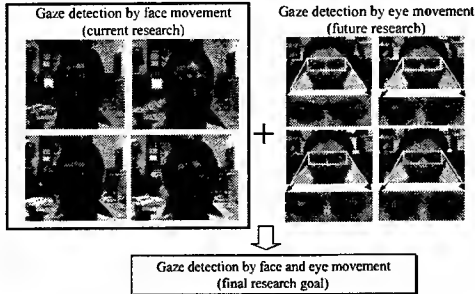 Gaze detection by face movement
(current research)
Gaze detection by eye movement
(future research)
+
Gaze detection by face and eye movement
(final research goal)